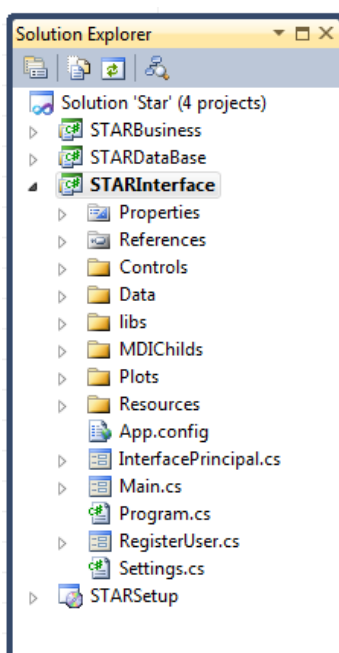 Solution Explorer
Solution 'Star' (4 projects)
STARBusiness
STARDataBase
STARInterface
Properties
References
Controls
Data
libs
MDIChilds
Plots
Resources
App.config
InterfacePrincipal.cs
Main.cs
Program.cs
RegisterUser.cs
Settings.cs
STARSetup